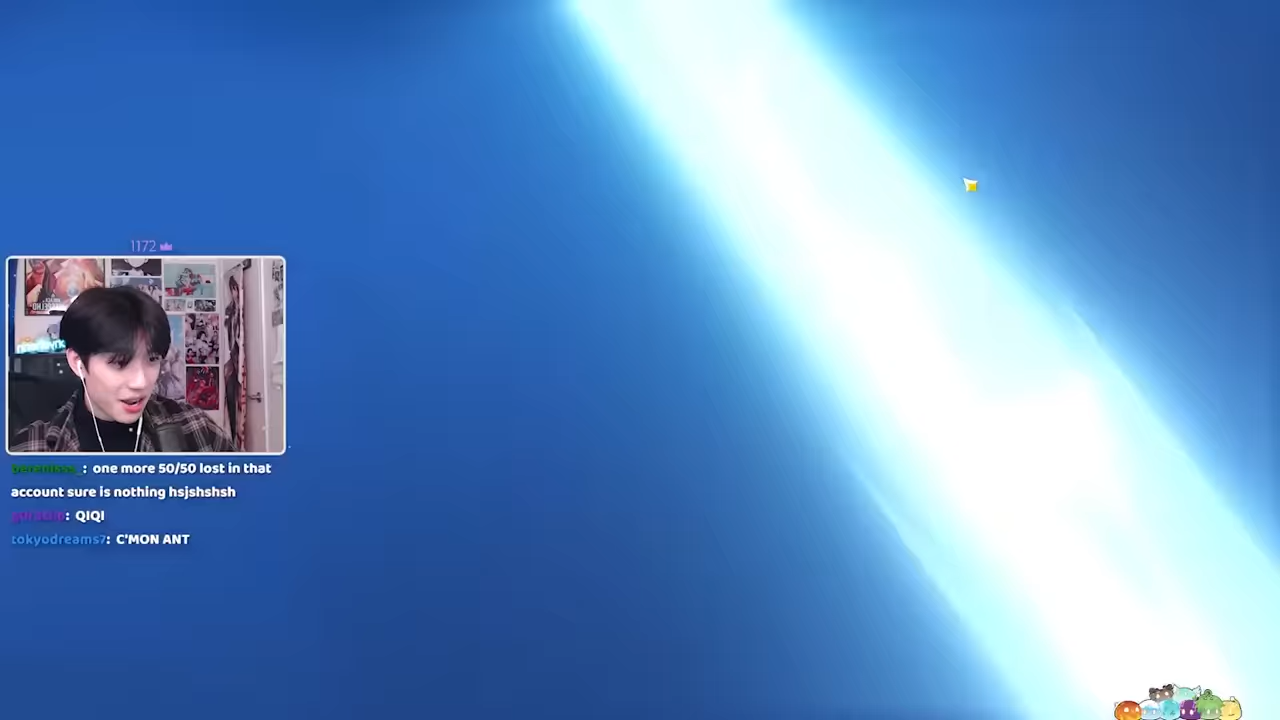 1172
: one more 50/50 lost in that
account sure is nothing hsjshshsh
: QIQI
tokyodreams7: C'MON ANT